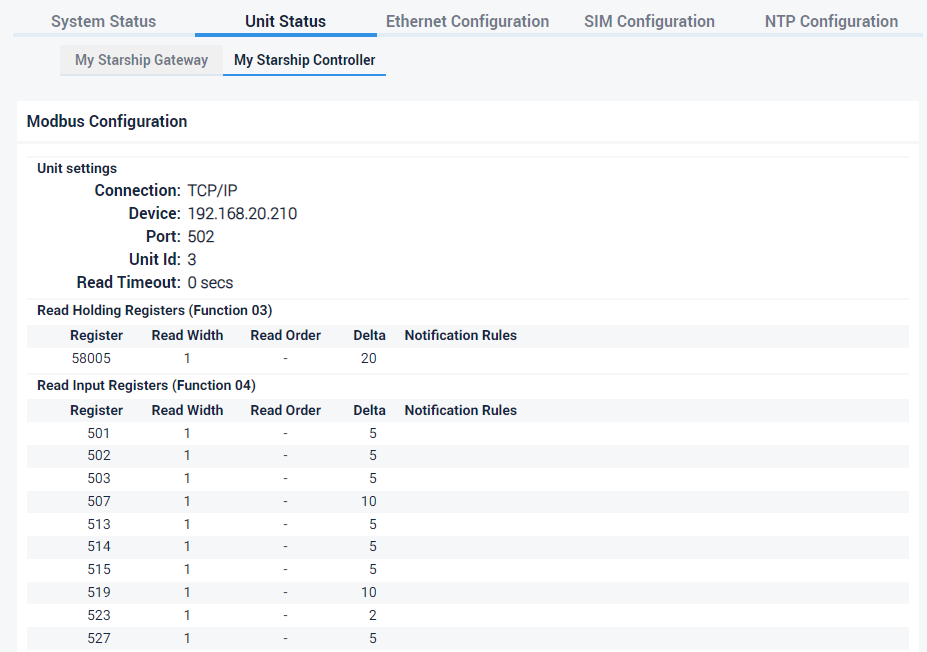 System Status Unit Status Ethernet Configuration SIM Configuration NTP Configuration
My Starship Gateway My Starship Controller
Modbus Configuration
Unit settings
Connection: TCP/IP
Device: 192.168.20.210
Port: 502
Unit Id: 3
Read Timeout: 0 secs
Read Holding Registers (Function 03)
Register Read Width Read Order Delta Notification Rules
58005 1 - 20
Read Input Registers (Function 04)
Register Read Width Read Order Delta Notification Rules
501 1 - 5
502 1 - 5
503 1 - 5
507 1 - 10
513 1 - 5
514 1 - 5
515 1 - 5
519 1 - 10
523 1 - 2
527 1 - 5